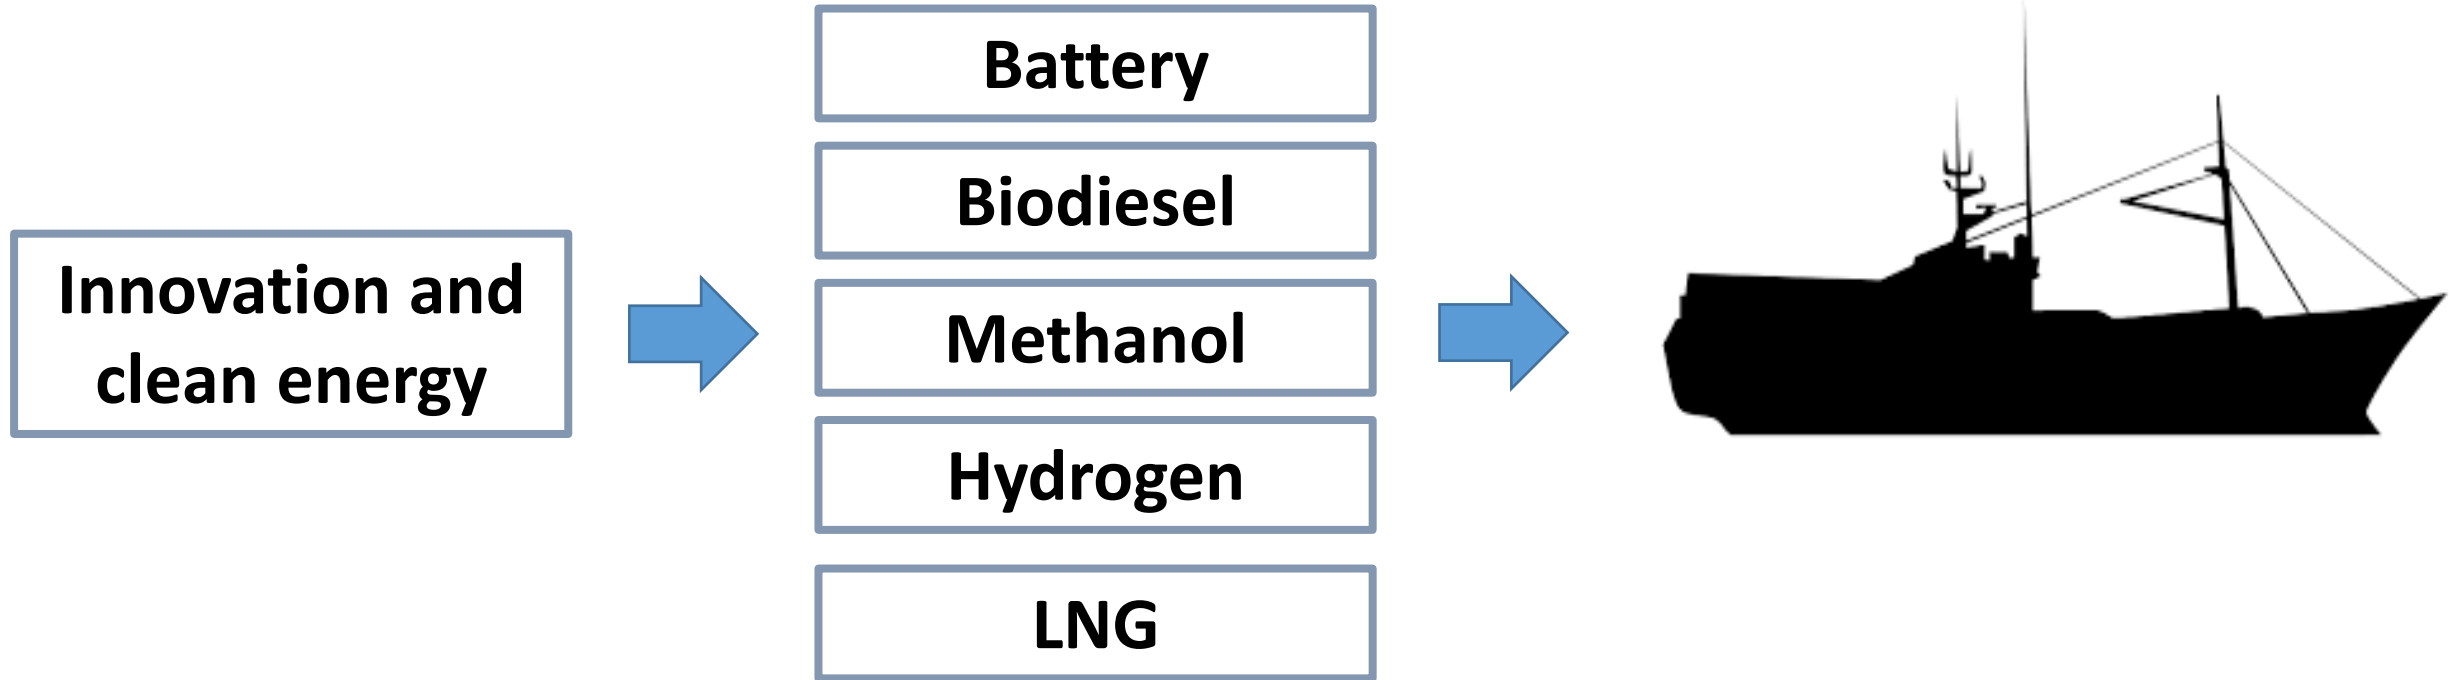 Innovation and
clean energy
Battery
Biodiesel
Methanol
Hydrogen
LNG